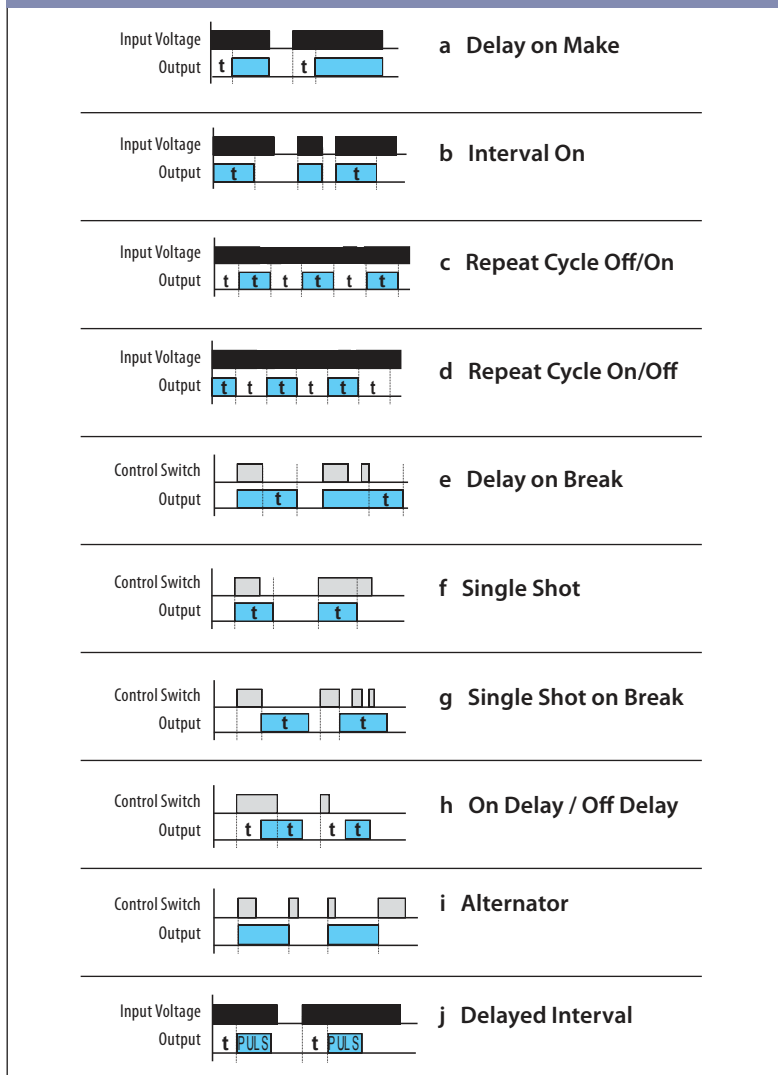 Input Voltage
Output t t
a Delay on Make
Input Voltage
Output t t
b Interval On
Input Voltage
Output t t t t t t
c Repeat Cycle Off/On
Input Voltage
Output t t t t t t
d Repeat Cycle On/Off
Control Switch
Output t t
e Delay on Break
Control Switch
Output t t
f Single Shot
Control Switch
Output t t
g Single Shot on Break
Control Switch
Output t t t t
h On Delay / Off Delay
Control Switch
Output
i Alternator
Input Voltage
Output t PULS t PULS
j Delayed Interval